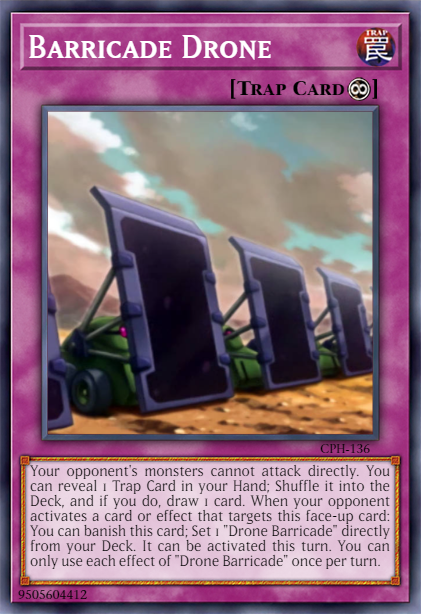 BARRICADE DRONE
TRAP
罠
[TRAP CARD]
CPH-136
Your opponent's monsters cannot attack directly. You
can reveal 1 Trap Card in your Hand; Shuffle it into the
Deck, and if you do, draw 1 card. When your opponent
activates a card or effect that targets this face-up card:
You can banish this card; Set 1 "Drone Barricade" directly
from your Deck. It can be activated this turn. You can
only use each effect of "Drone Barricade" once per turn.
9505604412